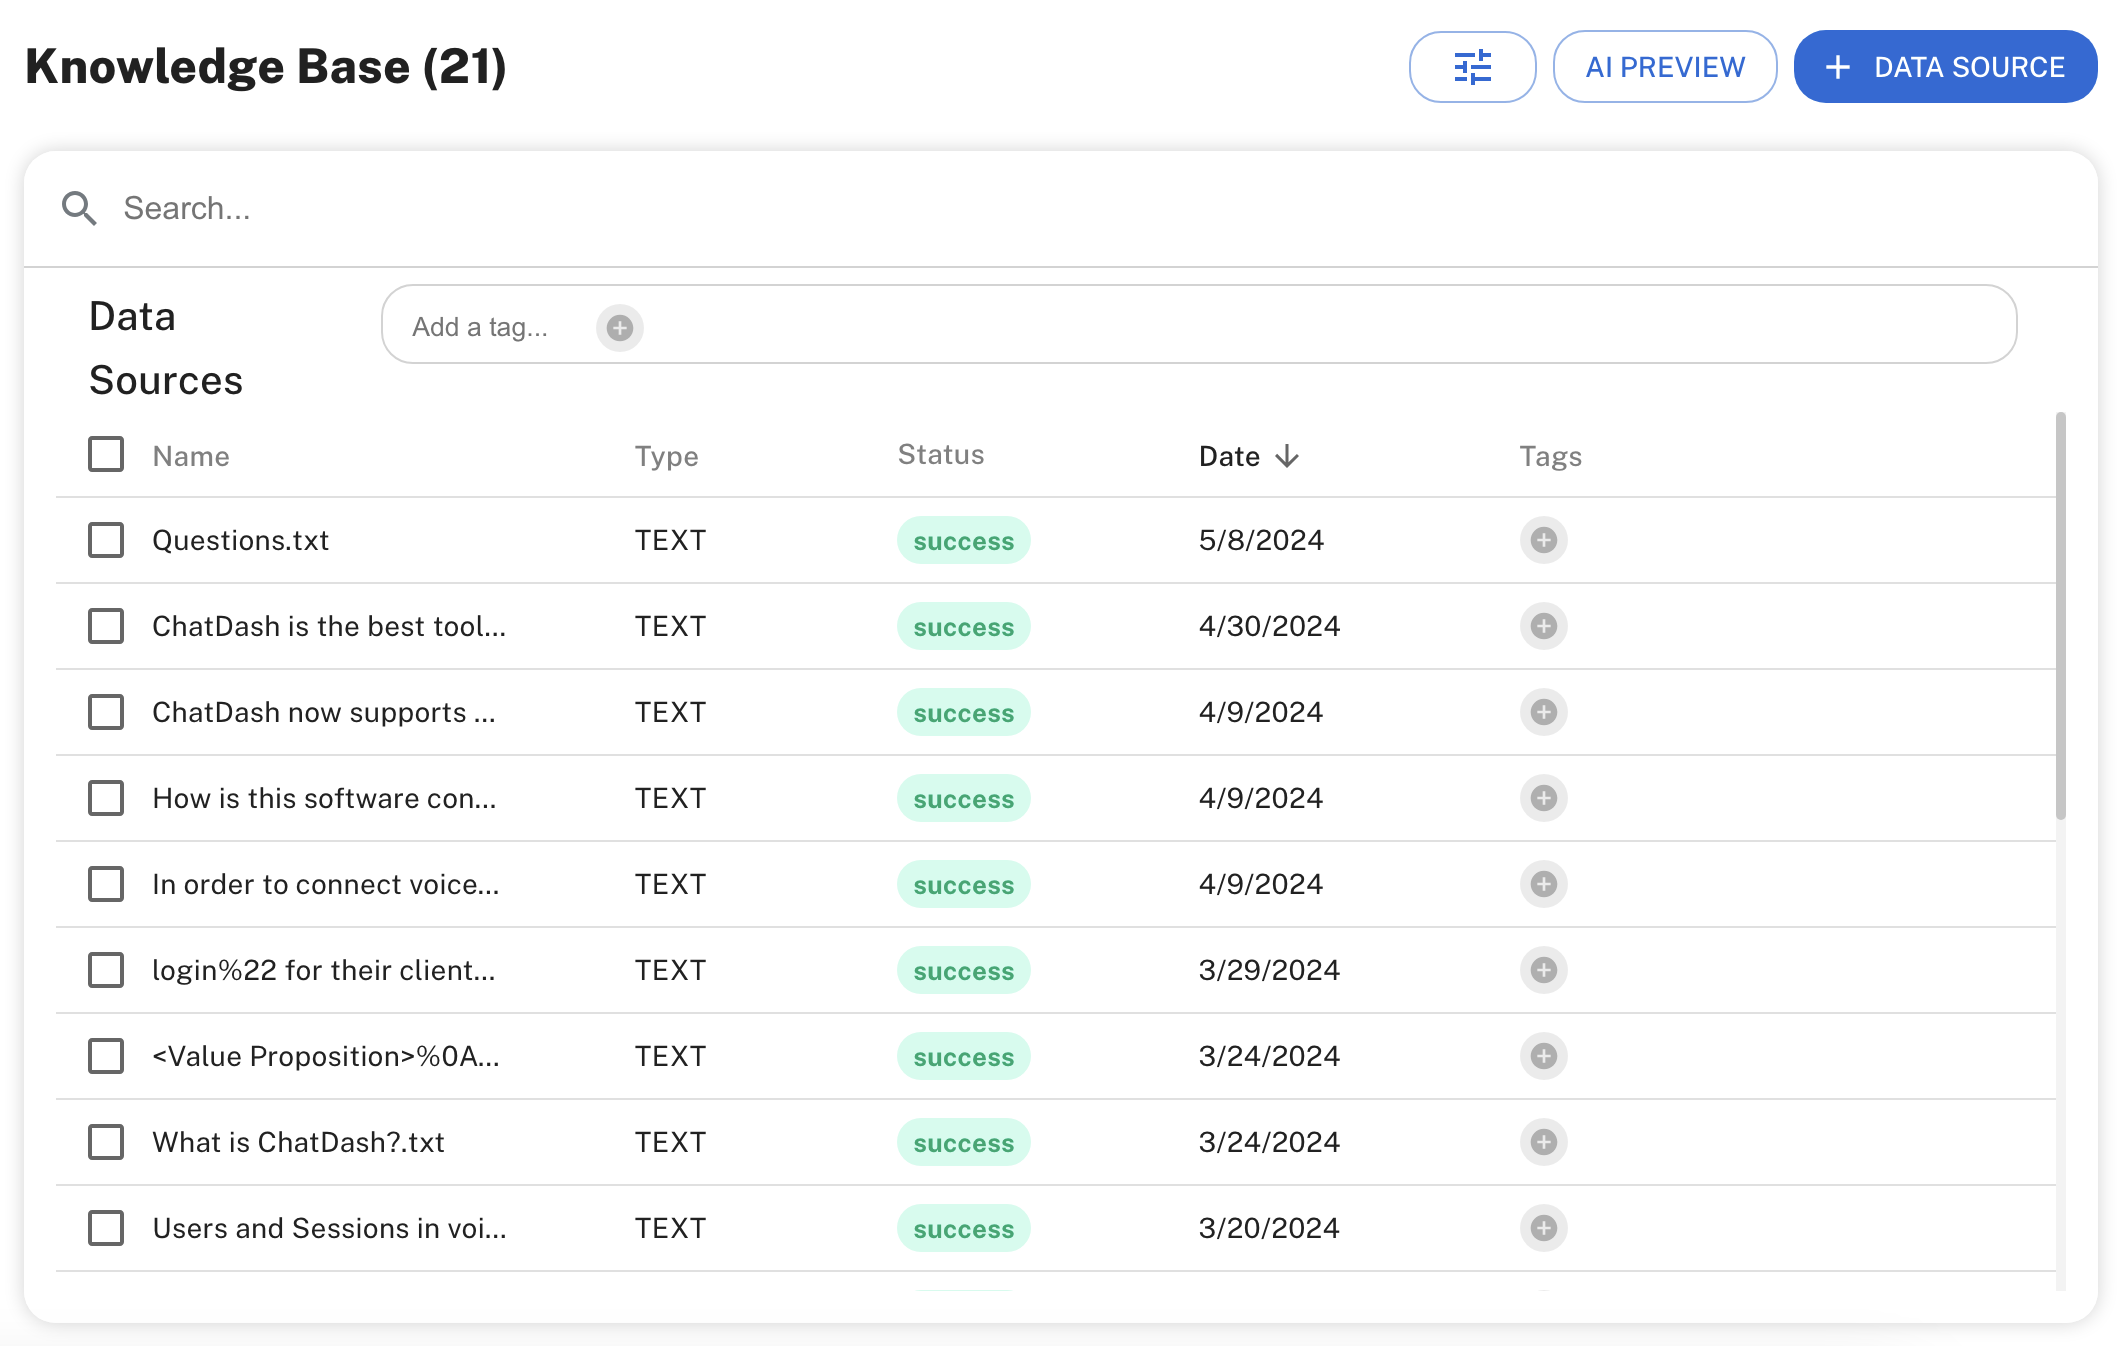 Knowledge Base (21)
AI PREVIEW
+ DATA SOURCE
Search...
Data
Sources
Add a tag...
Name Type Status Date ↓ Tags
Questions.txt TEXT success 5/8/2024
ChatDash is the best tool... TEXT success 4/30/2024
ChatDash now supports ... TEXT success 4/9/2024
How is this software con... TEXT success 4/9/2024
In order to connect voice... TEXT success 4/9/2024
login%22 for their client... TEXT success 3/29/2024
<Value Proposition>%0A... TEXT success 3/24/2024
What is ChatDash?.txt TEXT success 3/24/2024
Users and Sessions in voi... TEXT success 3/20/2024